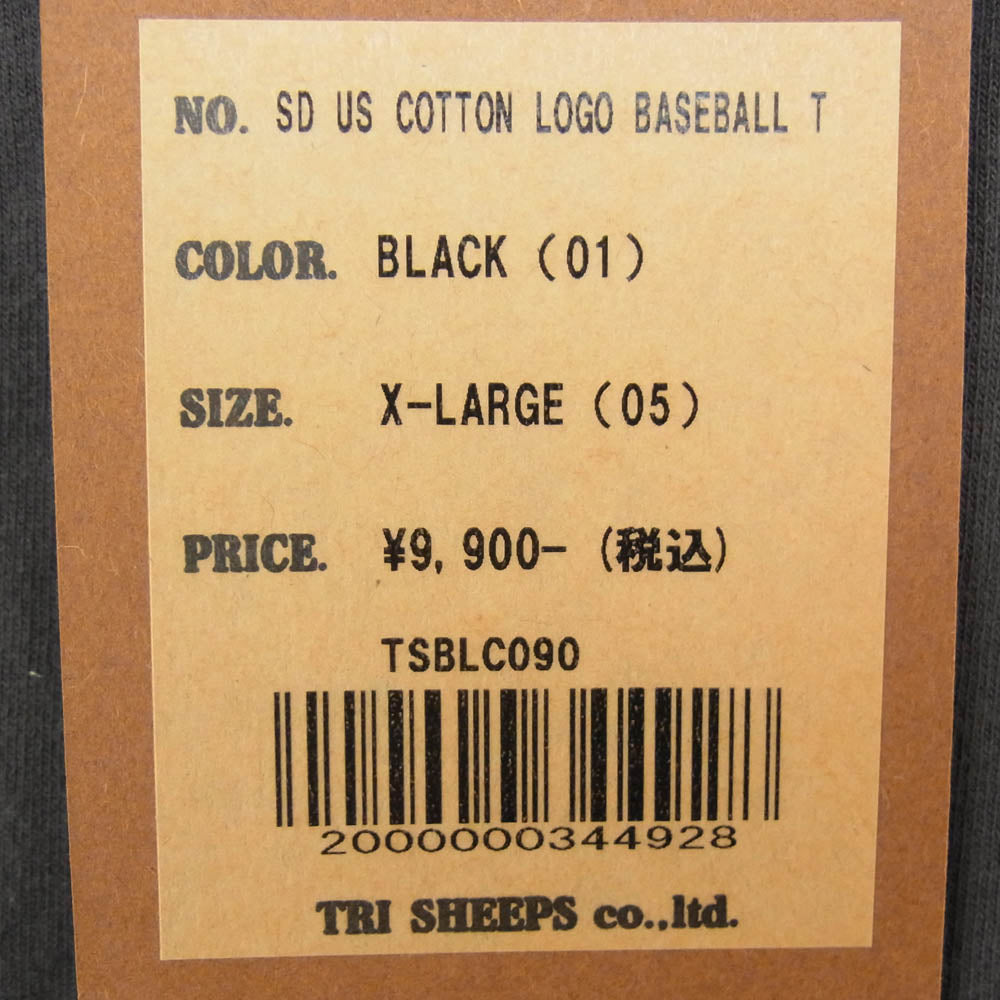 NO. SD US COTTON LOGO BASEBALL T
COLOR. BLACK (01)
SIZE. X-LARGE (05)
PRICE. ¥9,900- (税込)
TSBLC090
2000000344928
TRI SHEEPS co.,ltd.